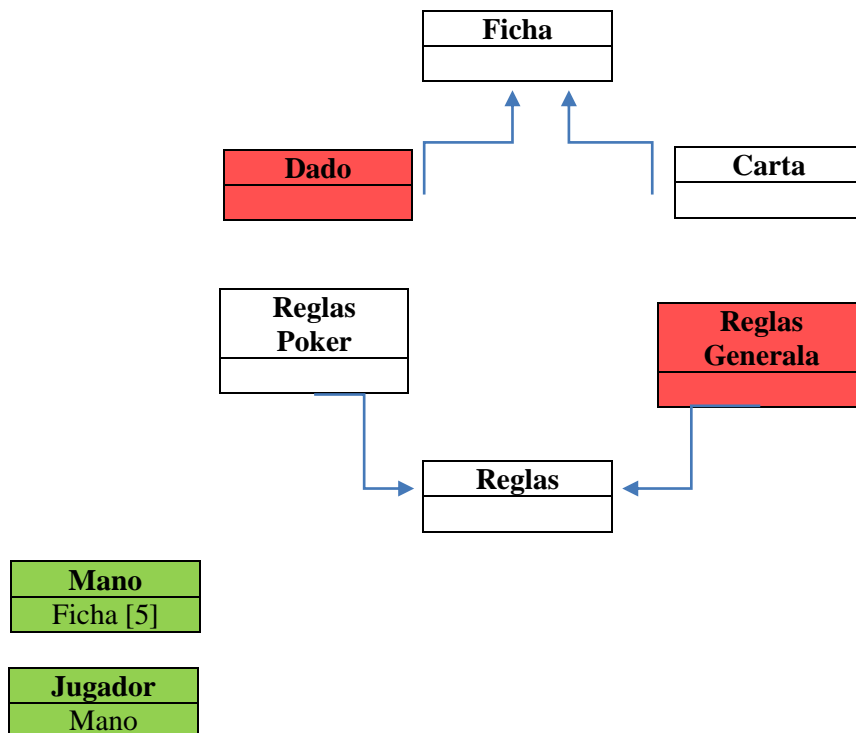 Ficha
Dado
Carta
Reglas
Poker
Reglas
Generala
Reglas
Mano
Ficha [5]
Jugador
Mano